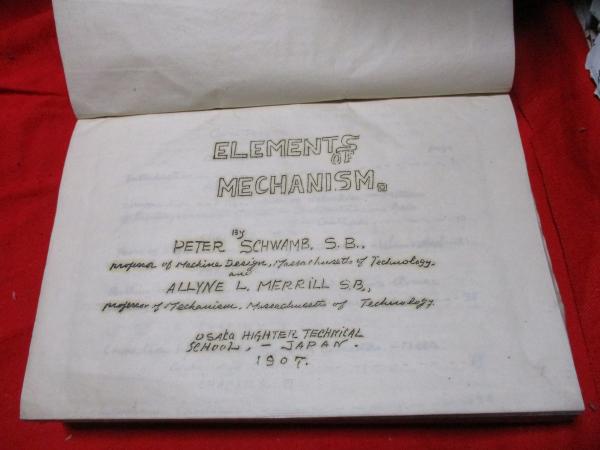 ELEMENTS
OF
MECHANISM.
By
PETER SCHWAMB, S.B.,
professor of Machine Design, Massachusetts of Technology.
and
ALLYNE L. MERRILL S.B.,
professor of Mechanism, Massachusetts of Technology
OSAKA HIGHTER TECHNICAL
SCHOOL, — JAPAN.
1907.